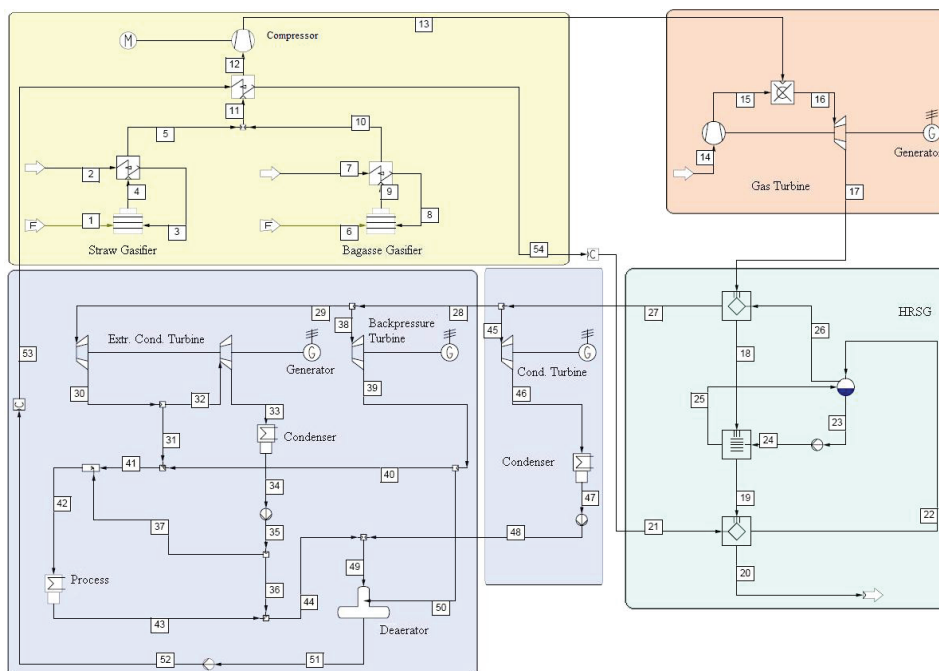 13
M
Compressor
12
11
5
10
15
16
2
7
4
9
14
G
Generator
Gas Turbine
17
1
3
6
8
F
F
Straw Gasifier
Bagasse Gasifier
54
C
29
28
45
27
26
HRSG
38
Backpressure
Turbine
Extr. Cond. Turbine
G
Generator
G
Cond. Turbine
G
18
53
30
32
39
46
25
23
C
33
Condenser
31
24
Condenser
41
40
34
47
19
22
42
37
35
48
21
Process
36
44
49
50
20
43
Deaerator
52
51